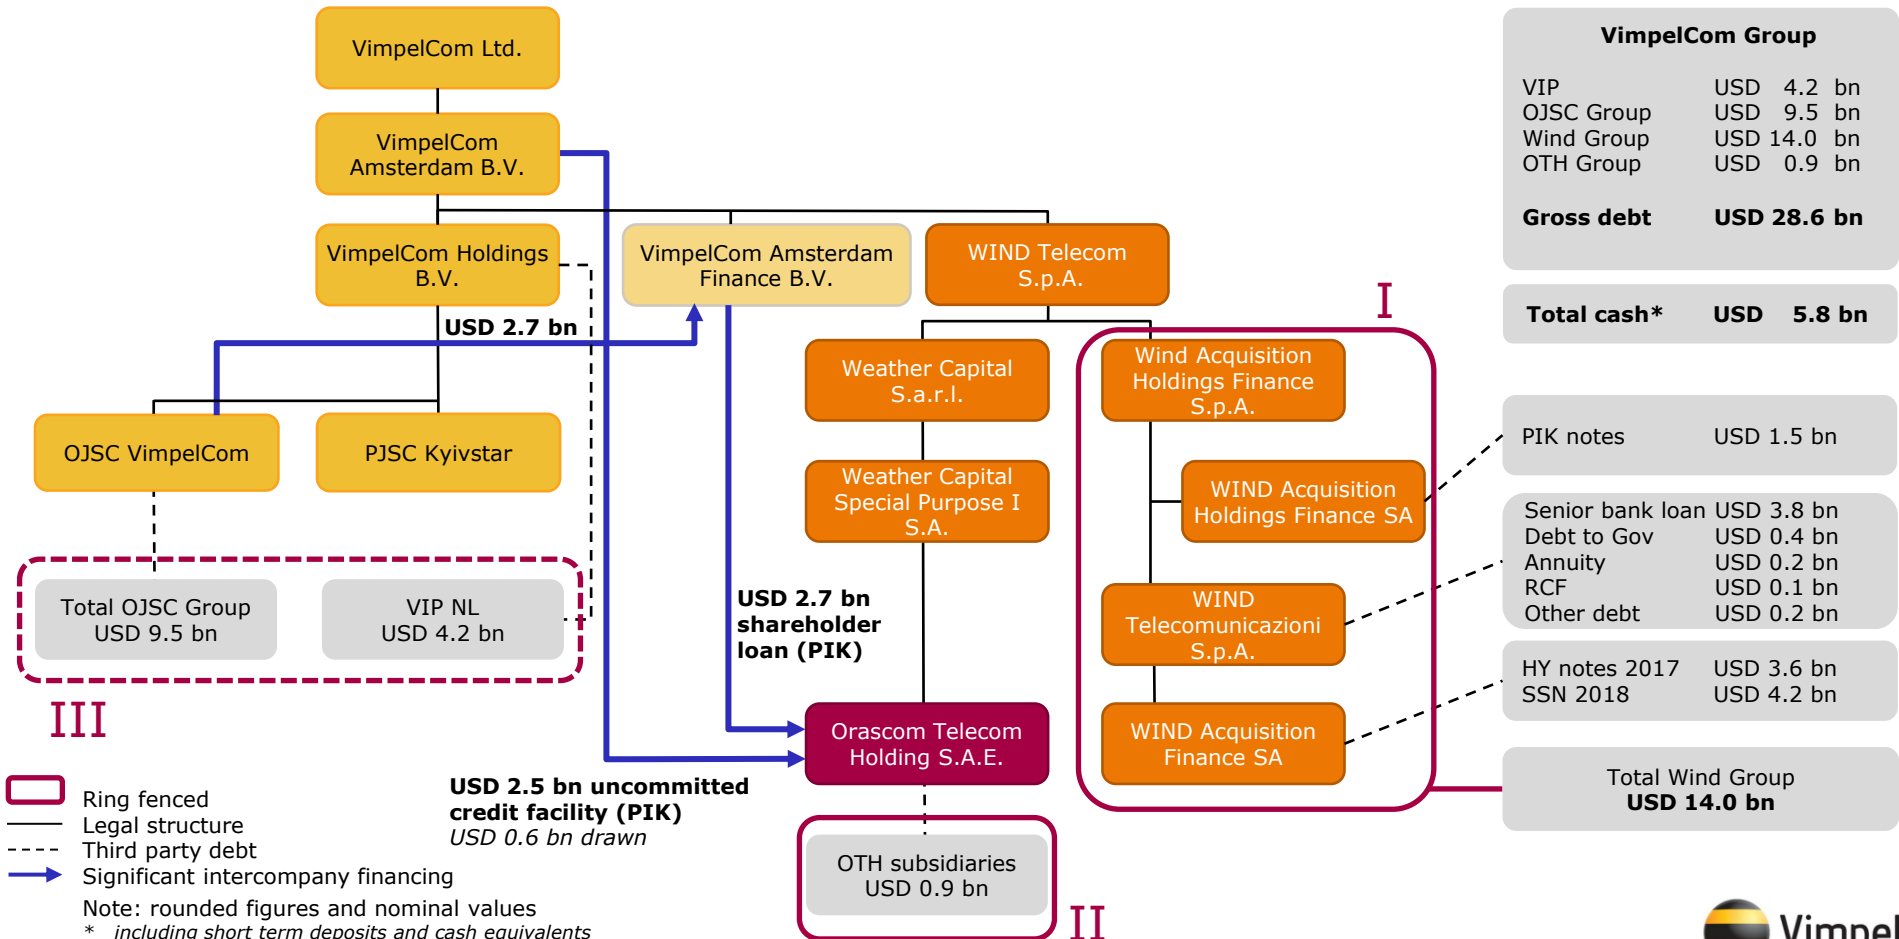 VimpelCom Ltd.
VimpelCom
Amsterdam B.V.
VimpelCom Holdings
B.V.
VimpelCom Amsterdam
Finance B.V.
WIND Telecom
S.p.A.
USD 2.7 bn
OJSC VimpelCom
PJSC Kyivstar
Weather Capital
S.a.r.l.
Weather Capital
Special Purpose I
S.A.
I
Wind Acquisition
Holdings Finance
S.p.A.
WIND Acquisition
Holdings Finance SA
WIND
Telecomunicazioni
S.p.A.
WIND Acquisition
Finance SA
Total OJSC Group
USD 9.5 bn
VIP NL
USD 4.2 bn
III
USD 2.7 bn
shareholder
loan (PIK)
Orascom Telecom
Holding S.A.E.
USD 2.5 bn uncommitted
credit facility (PIK)
USD 0.6 bn drawn
OTH subsidiaries
USD 0.9 bn
II
VimpelCom Group
VIP USD 4.2 bn
OJSC Group USD 9.5 bn
Wind Group USD 14.0 bn
OTH Group USD 0.9 bn
Gross debt USD 28.6 bn
Total cash* USD 5.8 bn
PIK notes USD 1.5 bn
Senior bank loan USD 3.8 bn
Debt to Gov USD 0.4 bn
Annuity USD 0.2 bn
RCF USD 0.1 bn
Other debt USD 0.2 bn
HY notes 2017 USD 3.6 bn
SSN 2018 USD 4.2 bn
Total Wind Group
USD 14.0 bn
Ring fenced
Legal structure
Third party debt
Significant intercompany financing
Note: rounded figures and nominal values
* including short term deposits and cash equivalents
Vimpel